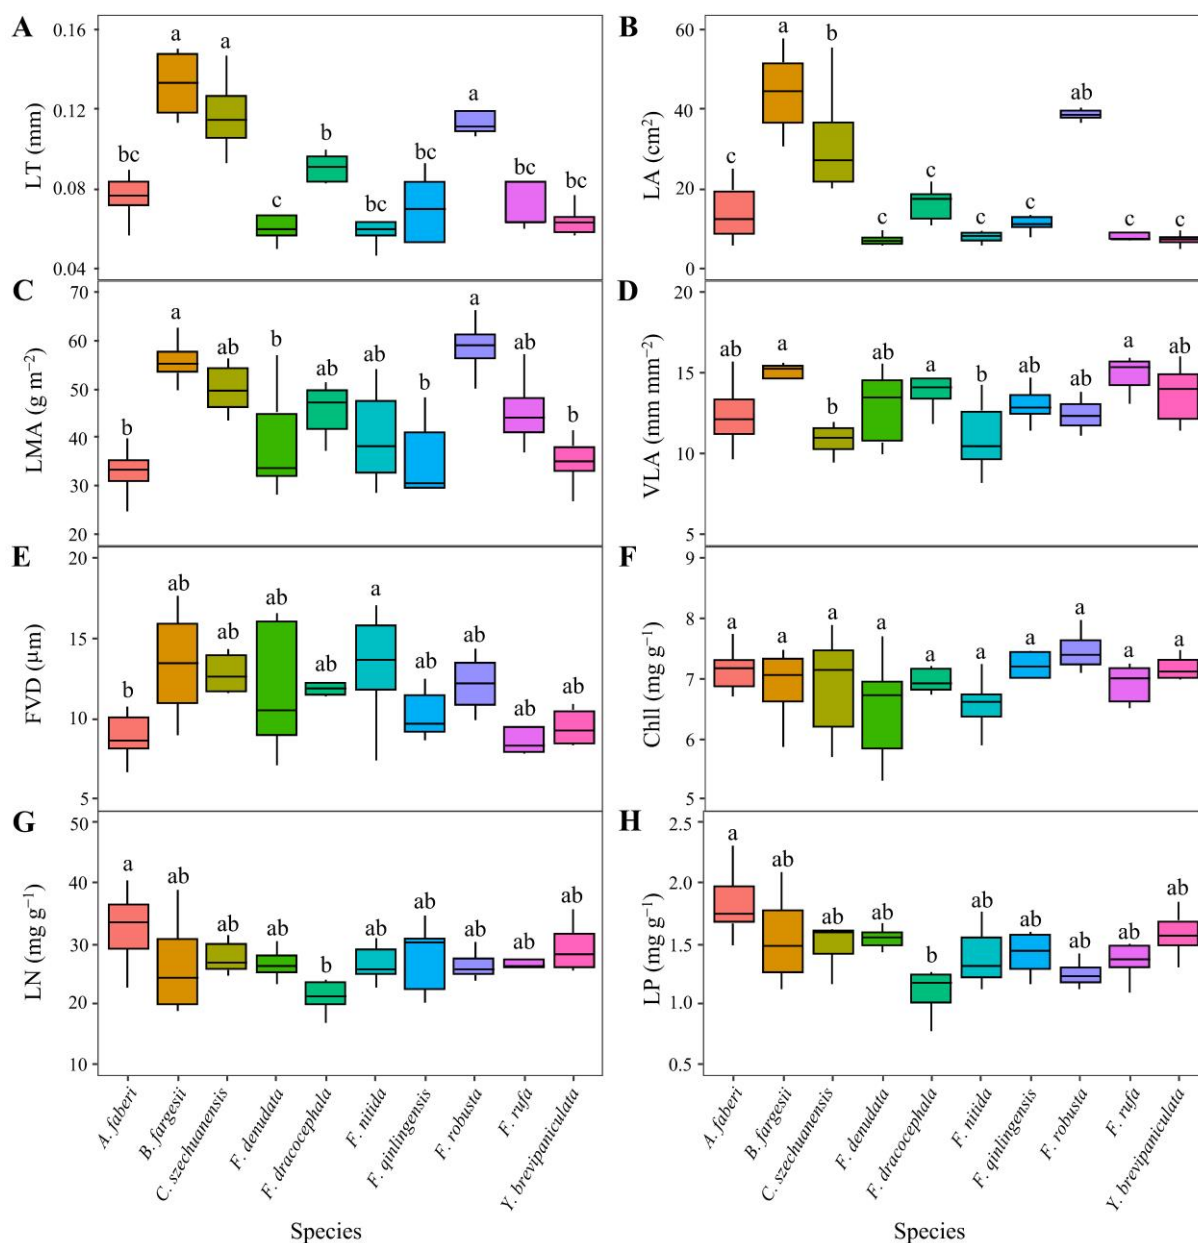 A
LT (mm)
0.16
0.12
0.08
0.04
bc
a
a
c
b
bc
bc
a
bc
bc
B
LA (cm²)
60
40
20
0
c
a
b
c
c
c
c
ab
c
c
C
LMA (g m⁻²)
70
60
50
40
30
20
b
a
ab
b
ab
ab
b
a
ab
b
D
VLA (mm mm⁻²)
20
15
10
5
ab
a
b
ab
a
b
ab
ab
a
ab
E
FVD (μm)
20
15
10
5
b
ab
ab
ab
ab
a
ab
ab
ab
ab
F
Chll (mg g⁻¹)
9
8
7
6
5
a
a
a
a
a
a
a
a
a
a
G
LN (mg g⁻¹)
50
40
30
20
10
a
ab
ab
ab
b
ab
ab
ab
ab
ab
H
LP (mg g⁻¹)
2.5
2.0
1.5
1.0
0.5
a
ab
ab
ab
b
ab
ab
ab
ab
ab
A. faberi
B. fargesii
C. szechuanensis
F. denudata
F. dracocephala
F. nitida
F. qinlingensis
F. robusta
F. rufa
Y. brevipaniculata
Species
A. faberi
B. fargesii
C. szechuanensis
F. denudata
F. dracocephala
F. nitida
F. qinlingensis
F. robusta
F. rufa
Y. brevipaniculata
Species